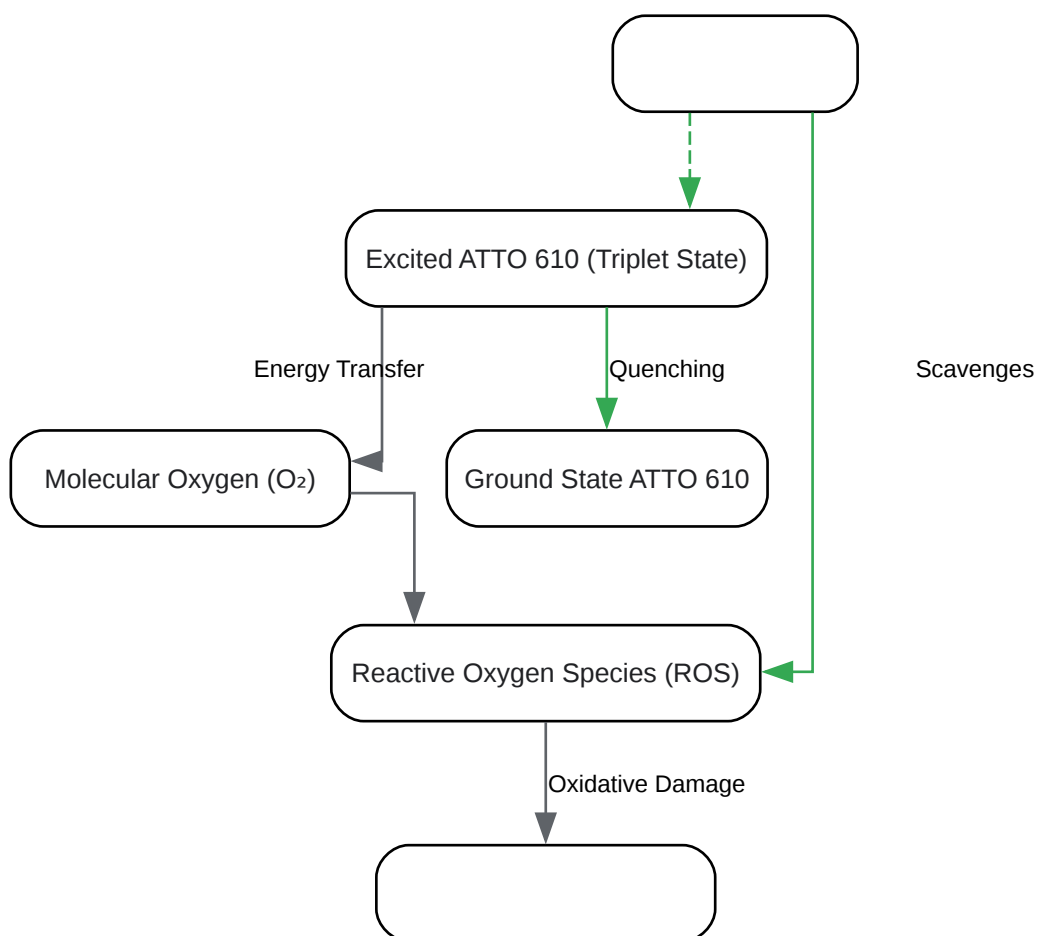 Excited ATTO 610 (Triplet State)
Energy Transfer
Quenching
Scavenges
Molecular Oxygen (O₂)
Ground State ATTO 610
Reactive Oxygen Species (ROS)
Oxidative Damage